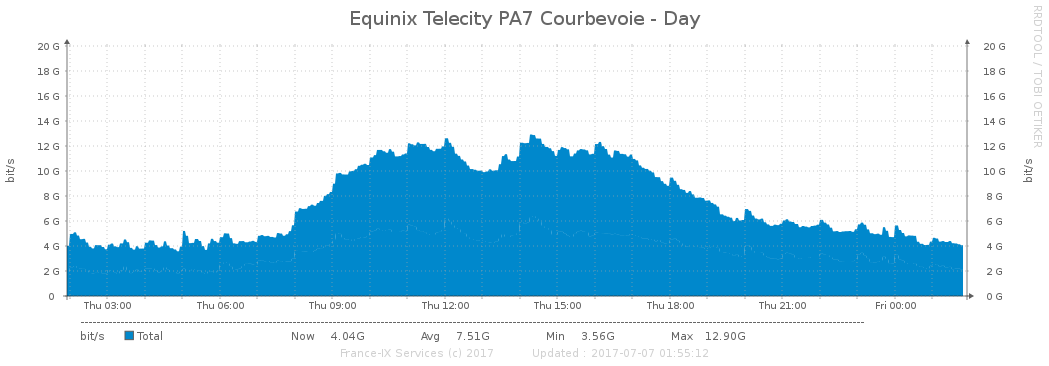 Equinix Telecity PA7 Courbevoie - Day
RRDTOOL / TOBI OETIKER
bit/s
bit/s
20 G 20 G
18 G 18 G
16 G 16 G
14 G 14 G
12 G 12 G
10 G 10 G
8 G 8 G
6 G 6 G
4 G 4 G
2 G 2 G
0 0 G
Thu 03:00 Thu 06:00 Thu 09:00 Thu 12:00 Thu 15:00 Thu 18:00 Thu 21:00 Fri 00:00
bit/s Total Now 4.04G Avg 7.51G Min 3.56G Max 12.90G
France-IX Services (c) 2017 Updated : 2017-07-07 01:55:12